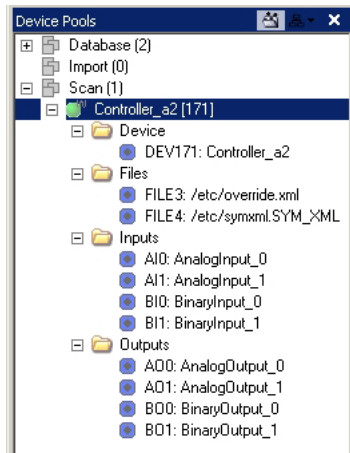 Device Pools
Database (2)
Import (0)
Scan (1)
Controller_a2 [171]
Device
DEV171: Controller_a2
Files
FILE3: /etc/override.xml
FILE4: /etc/symxml.SYM_XML
Inputs
AI0: AnalogInput_0
AI1: AnalogInput_1
BI0: BinaryInput_0
BI1: BinaryInput_1
Outputs
AO0: AnalogOutput_0
AO1: AnalogOutput_1
BO0: BinaryOutput_0
BO1: BinaryOutput_1